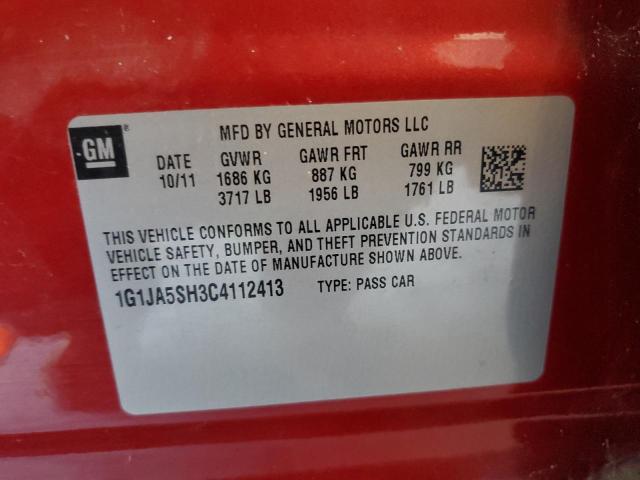 GM
MFD BY GENERAL MOTORS LLC
DATE GVWR GAWR FRT GAWR RR
10/11 1686 KG 887 KG 799 KG
3717 LB 1956 LB 1761 LB
THIS VEHICLE CONFORMS TO ALL APPLICABLE U.S. FEDERAL MOTOR
VEHICLE SAFETY, BUMPER, AND THEFT PREVENTION STANDARDS IN
EFFECT ON THE DATE OF MANUFACTURE SHOWN ABOVE.
1G1JA5SH3C4112413 TYPE: PASS CAR